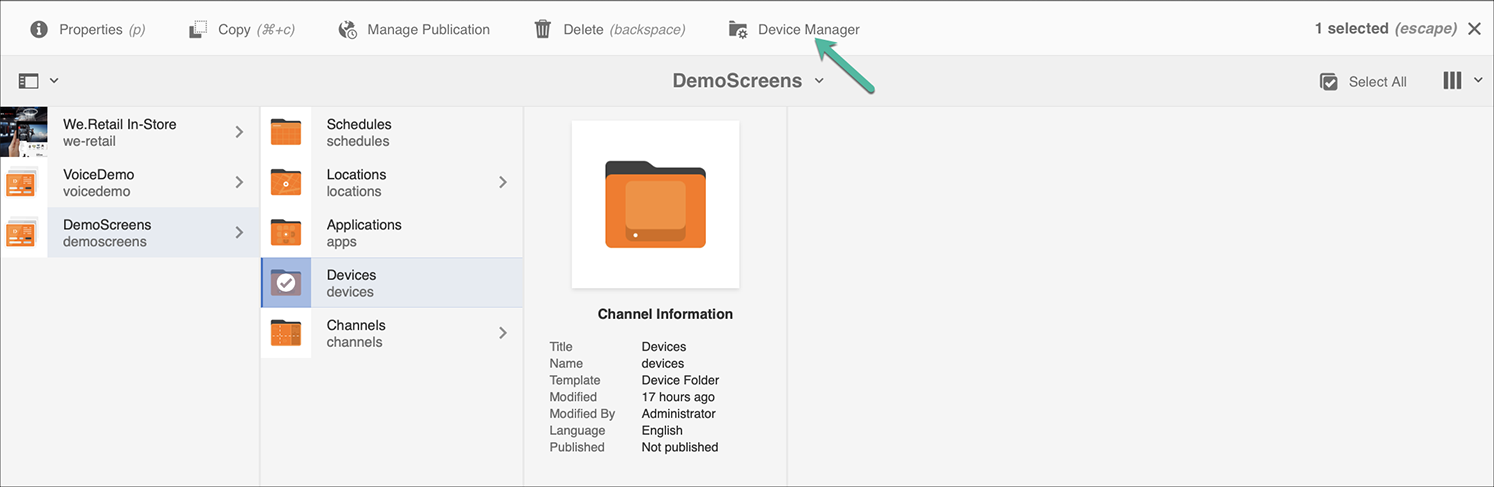 Properties (p) Copy (⌘+c) Manage Publication Delete (backspace) Device Manager 1 selected (escape)
DemoScreens Select All
We.Retail In-Store
we-retail
VoiceDemo
voicedemo
DemoScreens
demoscreens
Schedules
schedules
Locations
locations
Applications
apps
Devices
devices
Channels
channels
Channel Information
Title Devices
Name devices
Template Device Folder
Modified 17 hours ago
Modified By Administrator
Language English
Published Not published